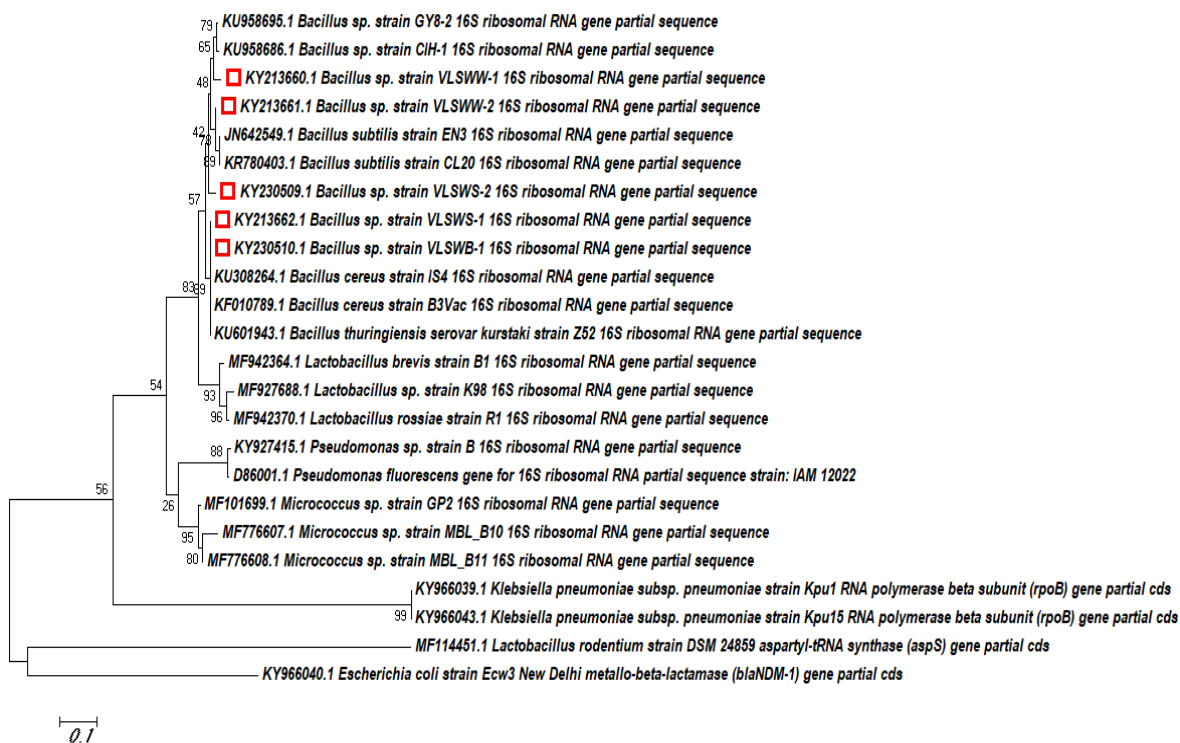 79
KU958695.1 Bacillus sp. strain GY8-2 16S ribosomal RNA gene partial sequence
65
KU958686.1 Bacillus sp. strain CIH-1 16S ribosomal RNA gene partial sequence
48
KY213660.1 Bacillus sp. strain VLSWW-1 16S ribosomal RNA gene partial sequence
KY213661.1 Bacillus sp. strain VLSWW-2 16S ribosomal RNA gene partial sequence
42
JN642549.1 Bacillus subtilis strain EN3 16S ribosomal RNA gene partial sequence
KR780403.1 Bacillus subtilis strain CL20 16S ribosomal RNA gene partial sequence
KY230509.1 Bacillus sp. strain VLSWS-2 16S ribosomal RNA gene partial sequence
57
KY213662.1 Bacillus sp. strain VLSWS-1 16S ribosomal RNA gene partial sequence
KY230510.1 Bacillus sp. strain VLSWB-1 16S ribosomal RNA gene partial sequence
KU308264.1 Bacillus cereus strain IS4 16S ribosomal RNA gene partial sequence
83
KF010789.1 Bacillus cereus strain B3Vac 16S ribosomal RNA gene partial sequence
KU601943.1 Bacillus thuringiensis serovar kurstaki strain Z52 16S ribosomal RNA gene partial sequence
MF942364.1 Lactobacillus brevis strain B1 16S ribosomal RNA gene partial sequence
54
93
MF927688.1 Lactobacillus sp. strain K98 16S ribosomal RNA gene partial sequence
96
MF942370.1 Lactobacillus rossiae strain R1 16S ribosomal RNA gene partial sequence
88
KY927415.1 Pseudomonas sp. strain B 16S ribosomal RNA gene partial sequence
D86001.1 Pseudomonas fluorescens gene for 16S ribosomal RNA partial sequence strain: IAM 12022
56
26
MF101699.1 Micrococcus sp. strain GP2 16S ribosomal RNA gene partial sequence
95
MF776607.1 Micrococcus sp. strain MBL_B10 16S ribosomal RNA gene partial sequence
80
MF776608.1 Micrococcus sp. strain MBL_B11 16S ribosomal RNA gene partial sequence
KY966039.1 Klebsiella pneumoniae subsp. pneumoniae strain Kpu1 RNA polymerase beta subunit (rpoB) gene partial cds
99
KY966043.1 Klebsiella pneumoniae subsp. pneumoniae strain Kpu15 RNA polymerase beta subunit (rpoB) gene partial cds
MF114451.1 Lactobacillus rodentium strain DSM 24859 aspartyl-tRNA synthase (aspS) gene partial cds
KY966040.1 Escherichia coli strain Ecw3 New Delhi metallo-beta-lactamase (blaNDM-1) gene partial cds
0.1